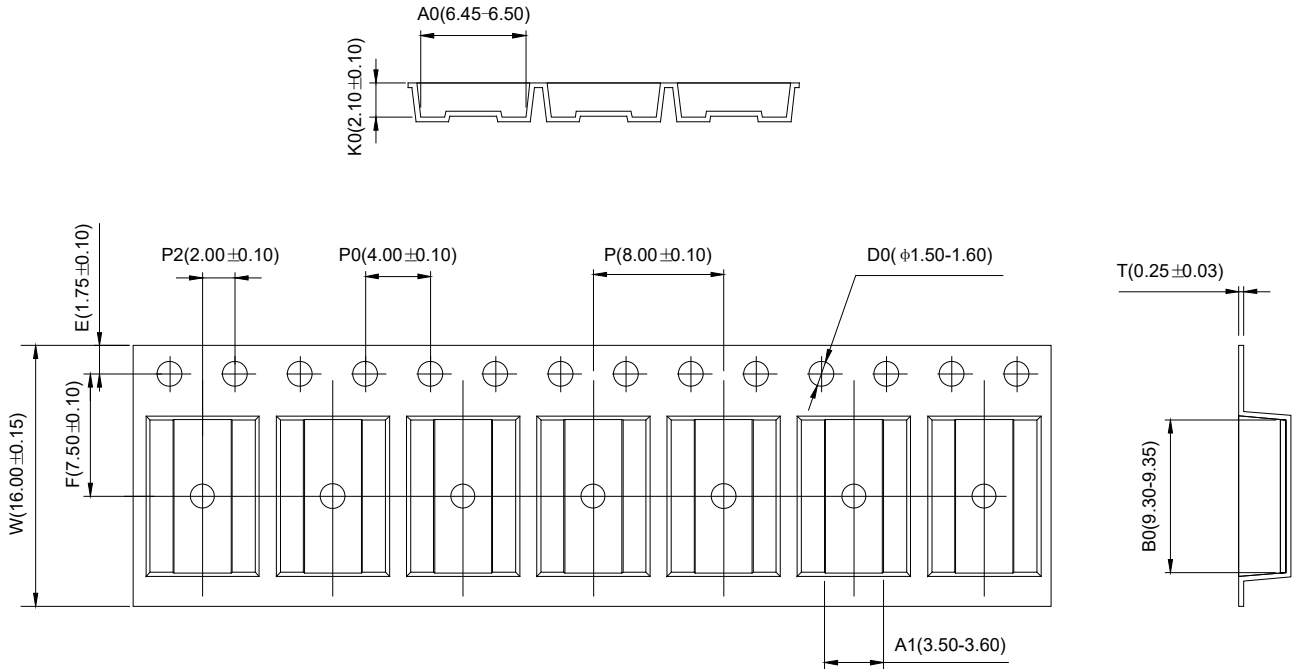 A0(6.45-6.50)
K0(2.10±0.10)
E(1.75±0.10)
P2(2.00±0.10)
P0(4.00±0.10)
P(8.00±0.10)
D0(ϕ1.50-1.60)
T(0.25±0.03)
F(7.50±0.10)
W(16.00±0.15)
B0(9.30-9.35)
A1(3.50-3.60)